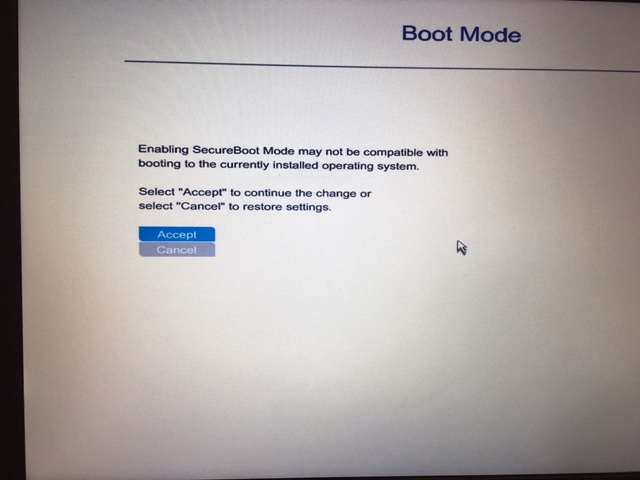 Boot Mode
Enabling SecureBoot Mode may not be compatible with
booting to the currently installed operating system.
Select "Accept" to continue the change or
select "Cancel" to restore settings.
Accept
Cancel